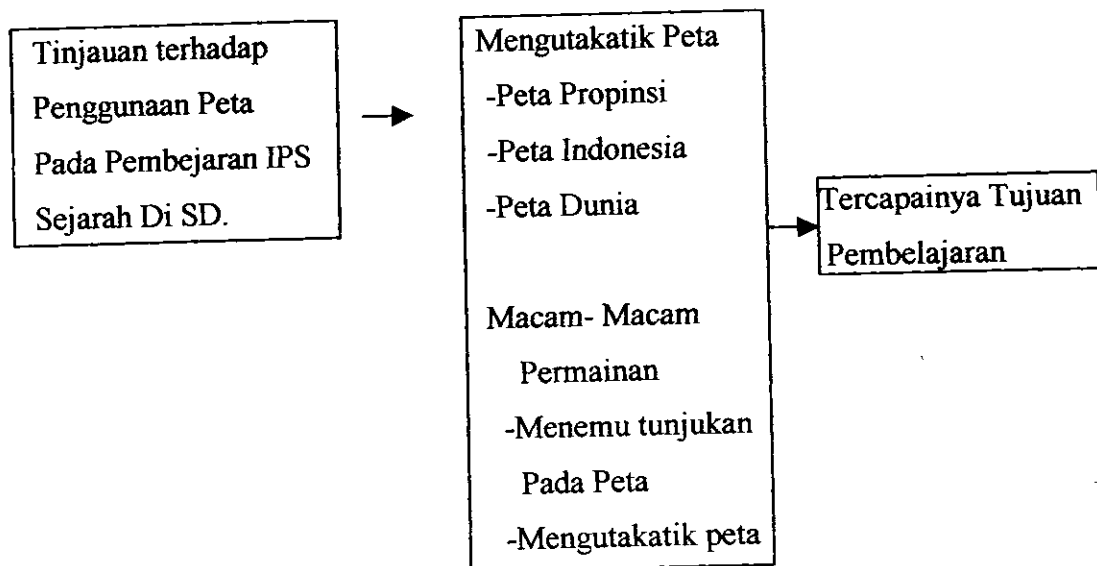 Tinjauan terhadap
Penggunaan Peta
Pada Pembejaran IPS
Sejarah Di SD.
Mengutakatik Peta
-Peta Propinsi
-Peta Indonesia
-Peta Dunia
Macam- Macam
Permainan
-Menemu tunjukan
Pada Peta
-Mengutakatik peta
Tercapainya Tujuan
Pembelajaran